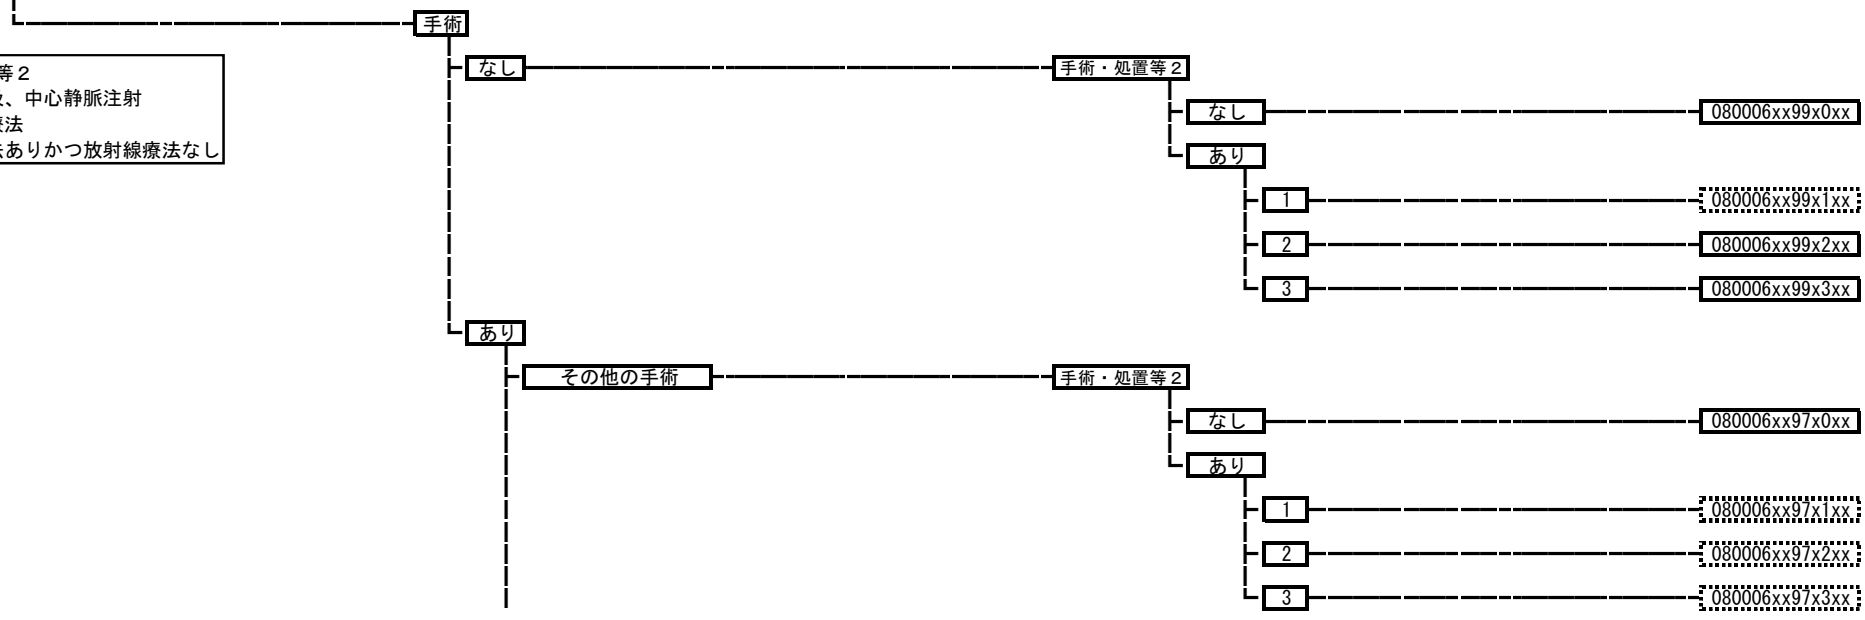 手術
なし
手術・処置等2
等2
、中心静脈注射
療法
ありかつ放射線療法なし
なし
080006xx99x0xx
あり
1
080006xx99x1xx
2
080006xx99x2xx
3
080006xx99x3xx
あり
その他の手術
手術・処置等2
なし
080006xx97x0xx
あり
1
080006xx97x1xx
2
080006xx97x2xx
3
080006xx97x3xx